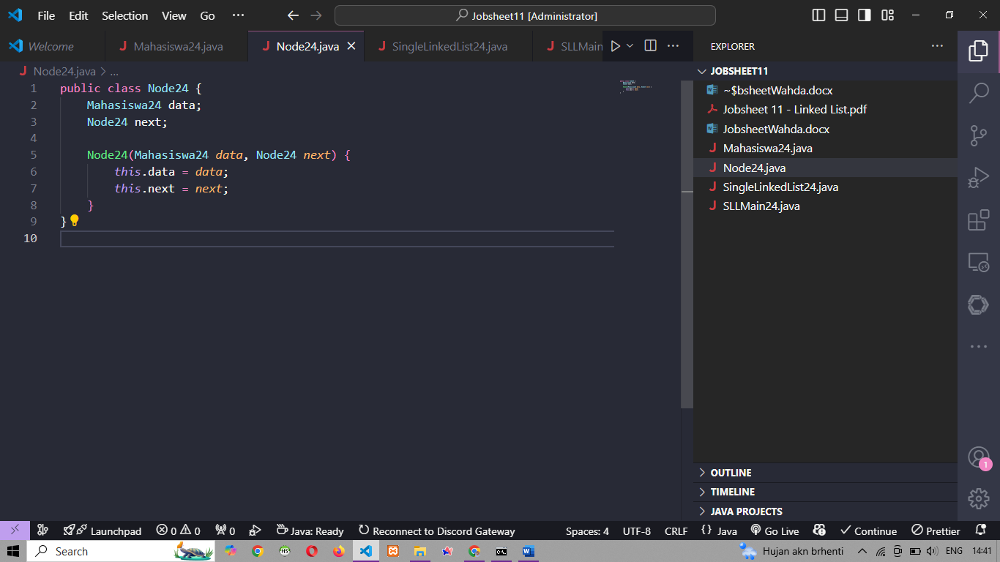 File Edit Selection View Go ··· Jobsheet11 [Administrator]
Welcome Mahasiswa24.java Node24.java SingleLinkedList24.java SLLMain
Node24.java > ...
1 public class Node24 {
2 Mahasiswa24 data;
3 Node24 next;
4
5 Node24(Mahasiswa24 data, Node24 next) {
6 this.data = data;
7 this.next = next;
8 }
9 }
10
EXPLORER
JOBSHEET11
~$bsheetWahda.docx
Jobsheet 11 - Linked List.pdf
JobsheetWahda.docx
Mahasiswa24.java
Node24.java
SingleLinkedList24.java
SLLMain24.java
OUTLINE
TIMELINE
JAVA PROJECTS
1
Launchpad 0 0 0 Java: Ready Reconnect to Discord Gateway Spaces: 4 UTF-8 CRLF {} Java Go Live Continue Prettier
Search HS Hujan akn brhenti ENG 14:41